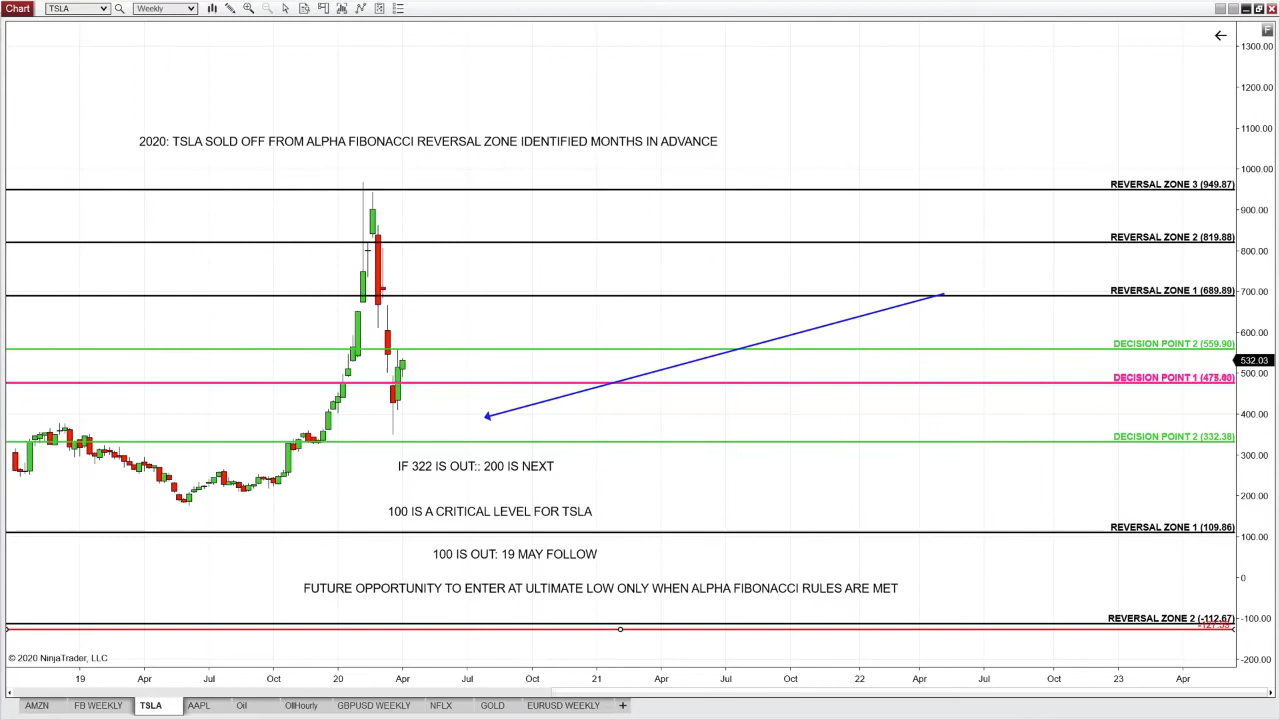 Chart TSLA Weekly
F
1300.00
1200.00
1100.00
2020: TSLA SOLD OFF FROM ALPHA FIBONACCI REVERSAL ZONE IDENTIFIED MONTHS IN ADVANCE
1000.00
REVERSAL ZONE 3 (949.87)
900.00
REVERSAL ZONE 2 (819.88)
800.00
REVERSAL ZONE 1 (689.89)
700.00
600.00
DECISION POINT 2 (559.90)
532.03
500.00
DECISION POINT 1
400.00
DECISION POINT 2 (332.38)
300.00
IF 322 IS OUT:: 200 IS NEXT
200.00
100 IS A CRITICAL LEVEL FOR TSLA
REVERSAL ZONE 1 (109.86)
100.00
100 IS OUT: 19 MAY FOLLOW
0
FUTURE OPPORTUNITY TO ENTER AT ULTIMATE LOW ONLY WHEN ALPHA FIBONACCI RULES ARE MET
REVERSAL ZONE 2 (-112.67)
-100.00
© 2020 NinjaTrader, LLC
-200.00
19 Apr Jul Oct 20 Apr Jul Oct 21 Apr Jul Oct 22 Apr Jul Oct 23 Apr
AMZN FB WEEKLY TSLA AAPL Oil OilHourly GBPUSD WEEKLY NFLX GOLD EURUSD WEEKLY +